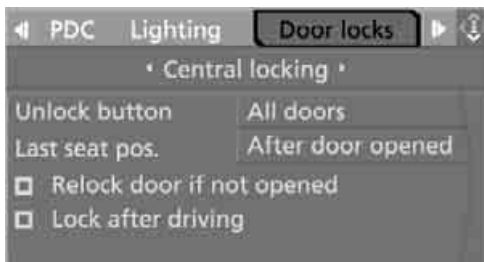 PDC Lighting Door locks
Central locking
Unlock button All doors
Last seat pos. After door opened
Relock door if not opened
Lock after driving